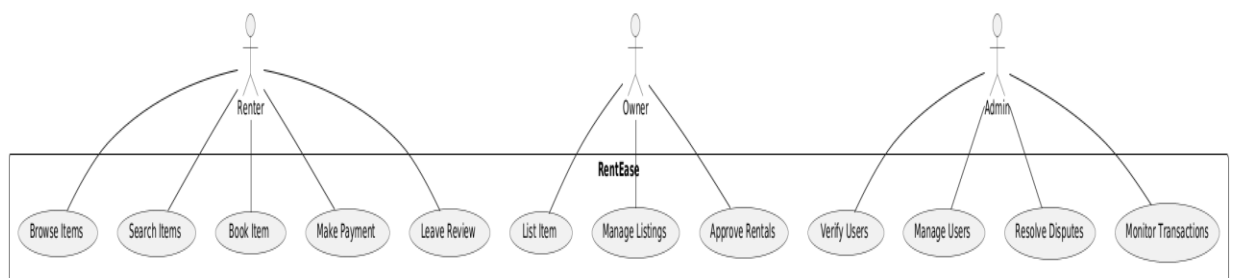 Renter
Owner
Admin
RentEase
Browse Items
Search Items
Book Item
Make Payment
Leave Review
List Item
Manage Listings
Approve Rentals
Verify Users
Manage Users
Resolve Disputes
Monitor Transactions